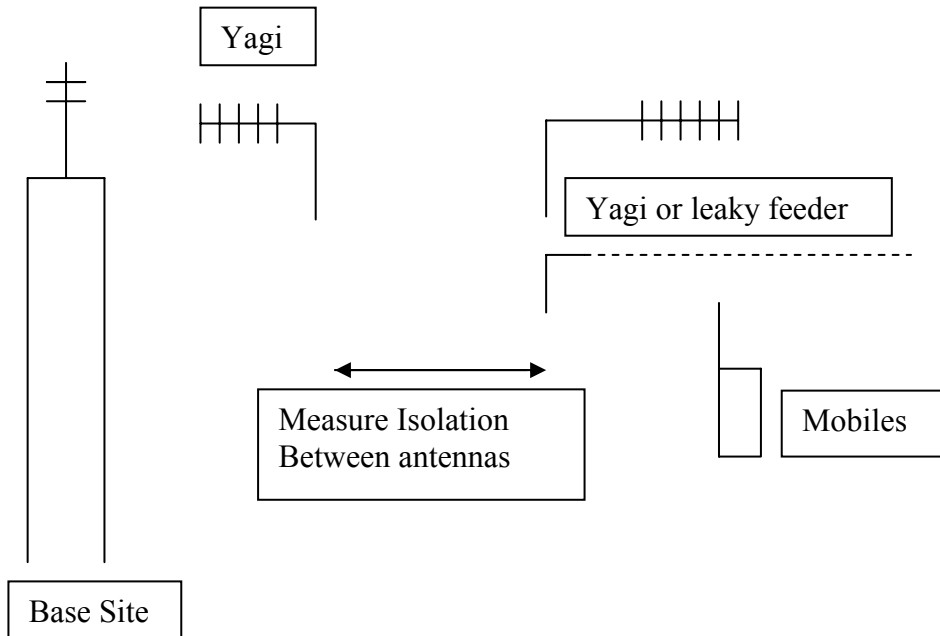 Yagi
Yagi or leaky feeder
Measure Isolation
Between antennas
Mobiles
Base Site